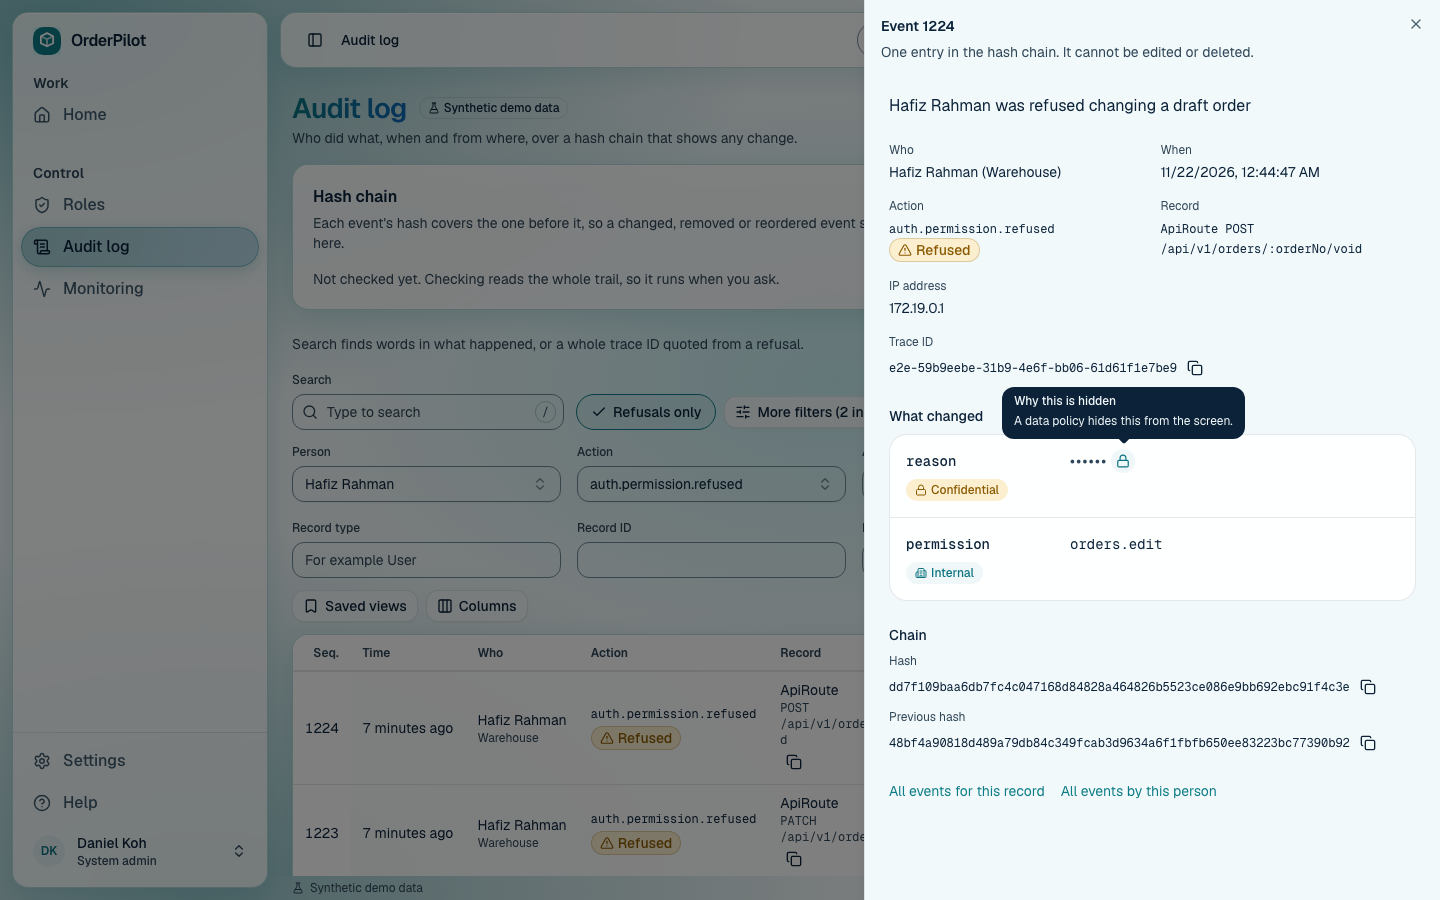 OrderPilot
Work
Home
Control
Roles
Audit log
Monitoring
Settings
Help
DK
Daniel Koh
System admin
Audit log
Audit log
Synthetic demo data
Who did what, when and from where, over a hash chain that shows any change.
Hash chain
Each event's hash covers the one before it, so a changed, removed or reordered event s
here.
Not checked yet. Checking reads the whole trail, so it runs when you ask.
Search finds words in what happened, or a whole trace ID quoted from a refusal.
Search
Type to search
/
Refusals only
More filters (2 in
Person
Action
Hafiz Rahman
auth.permission.refused
Record type
Record ID
For example User
Saved views
Columns
Seq.
Time
Who
Action
Record
1224
7 minutes ago
Hafiz Rahman
Warehouse
auth.permission.refused
Refused
ApiRoute
POST
/api/v1/orde
d
1223
7 minutes ago
Hafiz Rahman
Warehouse
auth.permission.refused
Refused
ApiRoute
PATCH
/api/v1/orde
Synthetic demo data
Event 1224
One entry in the hash chain. It cannot be edited or deleted.
Hafiz Rahman was refused changing a draft order
Who
Hafiz Rahman (Warehouse)
When
11/22/2026, 12:44:47 AM
Action
auth.permission.refused
Refused
Record
ApiRoute POST
/api/v1/orders/:orderNo/void
IP address
172.19.0.1
Trace ID
e2e-59b9eebe-31b9-4e6f-bb06-61d61f1e7be9
What changed
Why this is hidden
A data policy hides this from the screen.
reason
••••••
Confidential
permission
orders.edit
Internal
Chain
Hash
dd7f109baa6db7fc4c047168d84828a464826b5523ce086e9bb692ebc91f4c3e
Previous hash
48bf4a90818d489a79db84c349fcab3d9634a6f1fbfb650ee83223bc77390b92
All events for this record
All events by this person